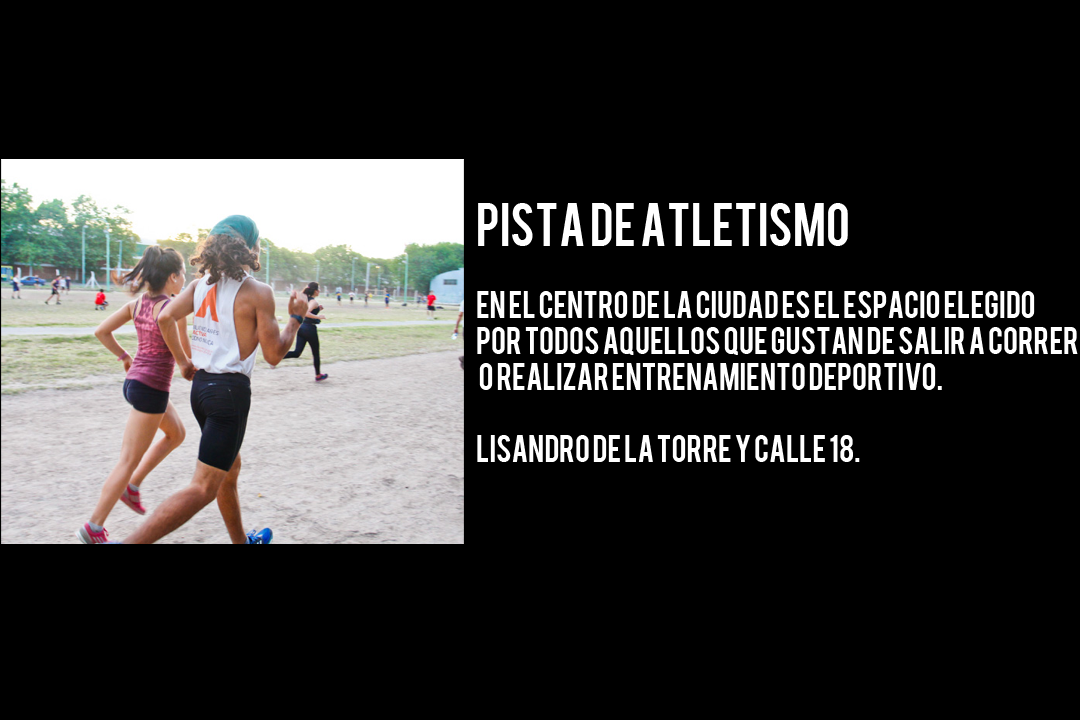 PISTA DE ATLETISMO
EN EL CENTRO DE LA CIUDAD ES EL ESPACIO ELEGIDO
POR TODOS AQUELLOS QUE GUSTAN DE SALIR A CORRER
O REALIZAR ENTRENAMIENTO DEPORTIVO.
LISANDRO DE LA TORRE Y CALLE 18.